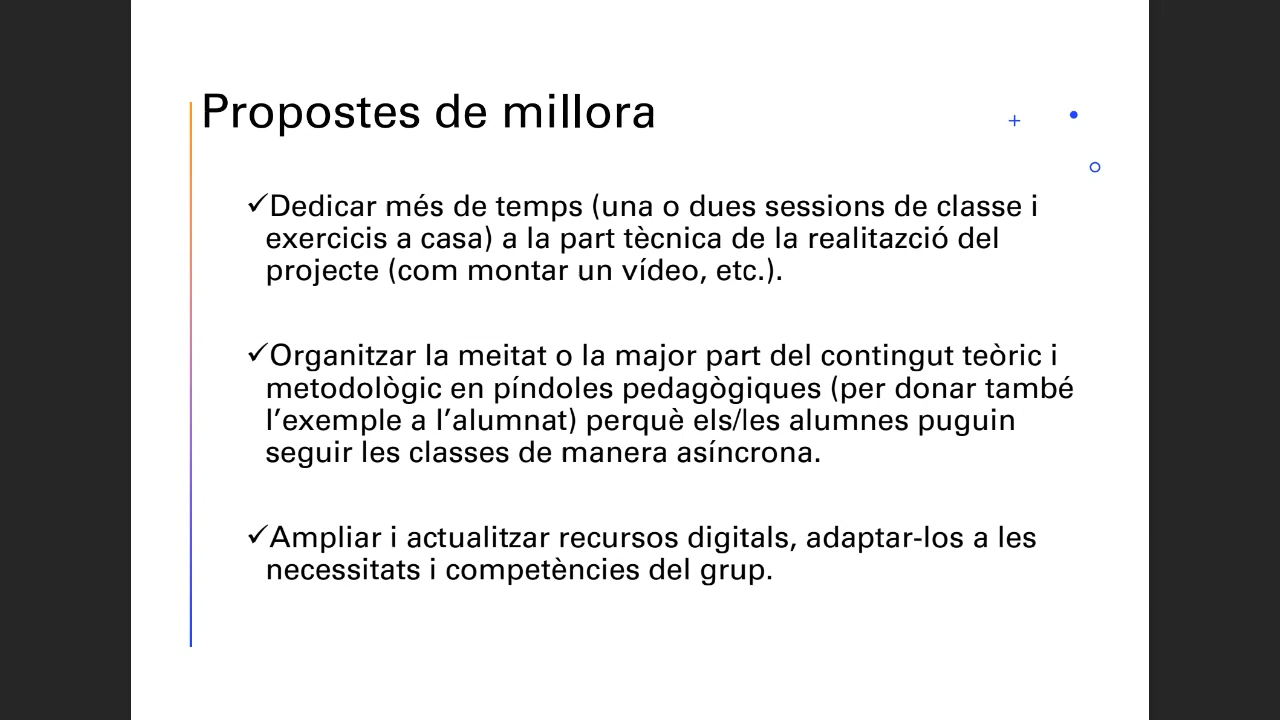 Propostes de millora
✓Dedicar més de temps (una o dues sessions de classe i
exercicis a casa) a la part tècnica de la realitazció del
projecte (com montar un vídeo, etc.).
✓Organitzar la meitat o la major part del contingut teòric i
metodològic en píndoles pedagògiques (per donar també
l’exemple a l’alumnat) perquè els/les alumnes puguin
seguir les classes de manera asíncrona.
✓Ampliar i actualitzar recursos digitals, adaptar-los a les
necessitats i competències del grup.